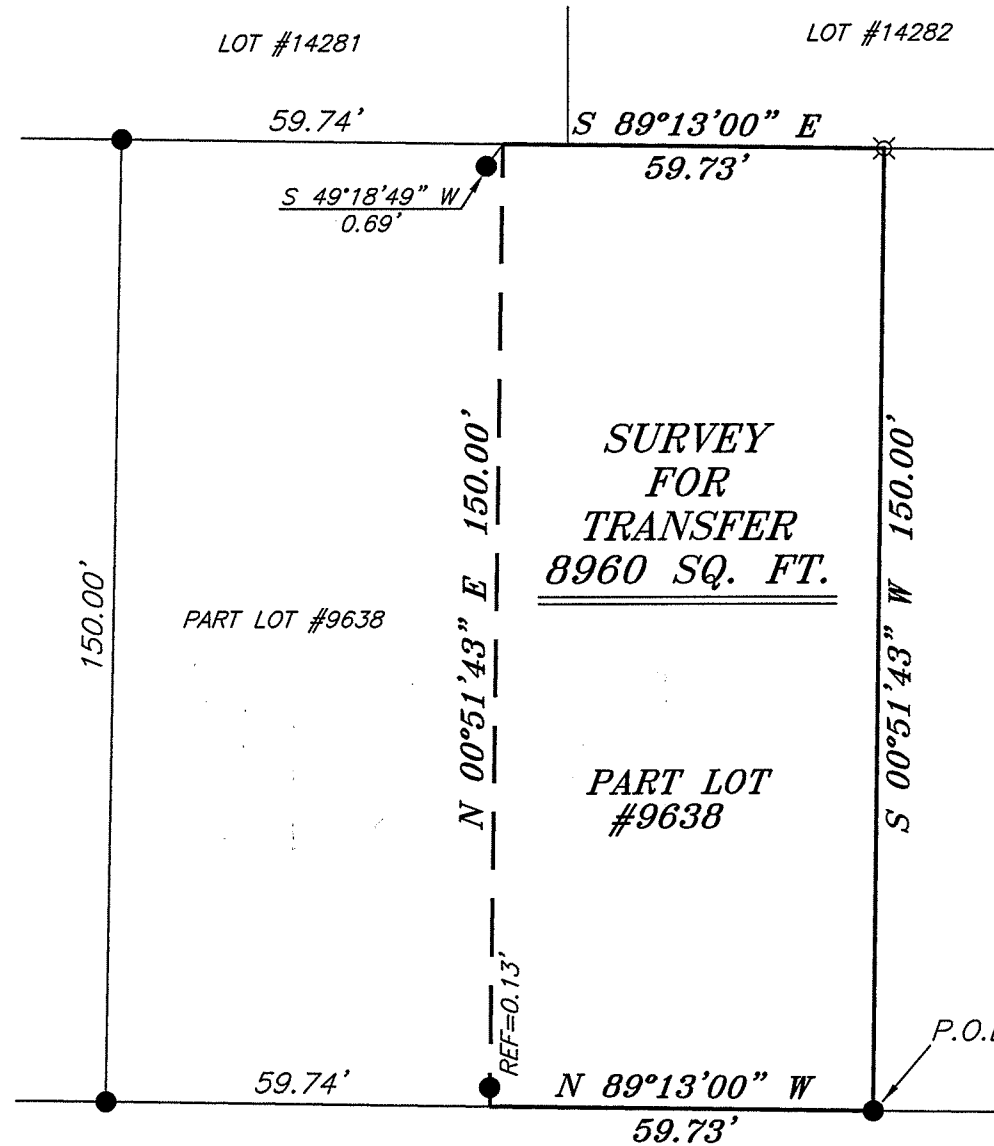 LOT #14281
LOT #14282
59.74'
S 89°13'00" E
59.73'
S 49°18'49" W
0.69'
SURVEY
FOR
TRANSFER
8960 SQ. FT.
150.00'
PART LOT #9638
N 00°51'43" E 150.00'
S 00°51'43" W 150.00'
PART LOT
#9638
REF=0.13'
P.O.
59.74'
N 89°13'00" W
59.73'